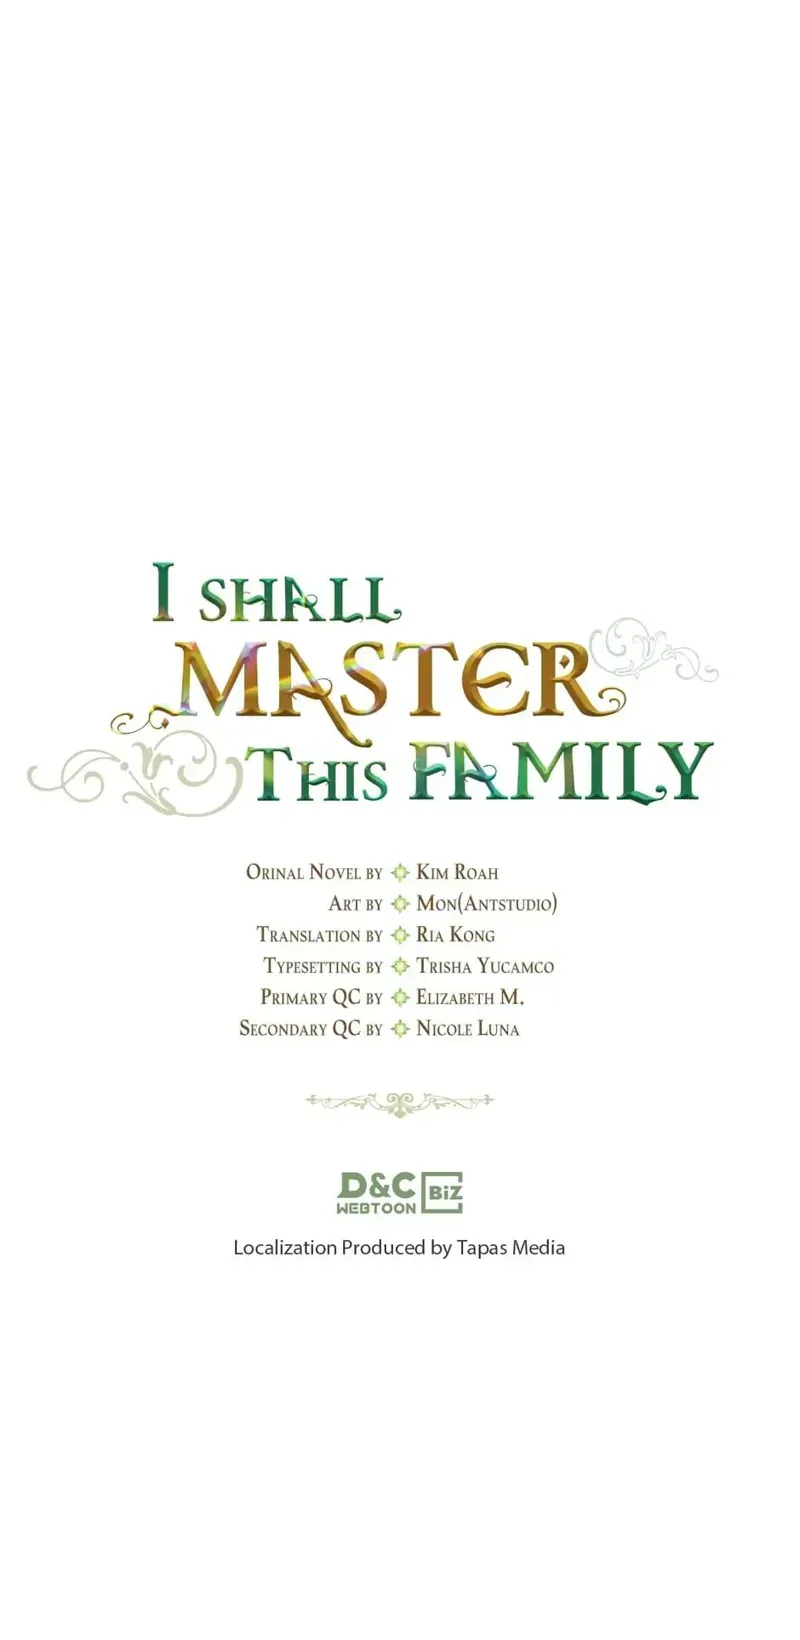 I SHALL
MASTER
THIS FAMILY
ORINAL NOVEL BY KIM ROAH
ART BY MON(ANTSTUDIO)
TRANSLATION BY RIA KONG
TYPESETTING BY TRISHA YUCAMCO
PRIMARY QC BY ELIZABETH M.
SECONDARY QC BY NICOLE LUNA
D&C WEBTOON BiZ
Localization Produced by Tapas Media